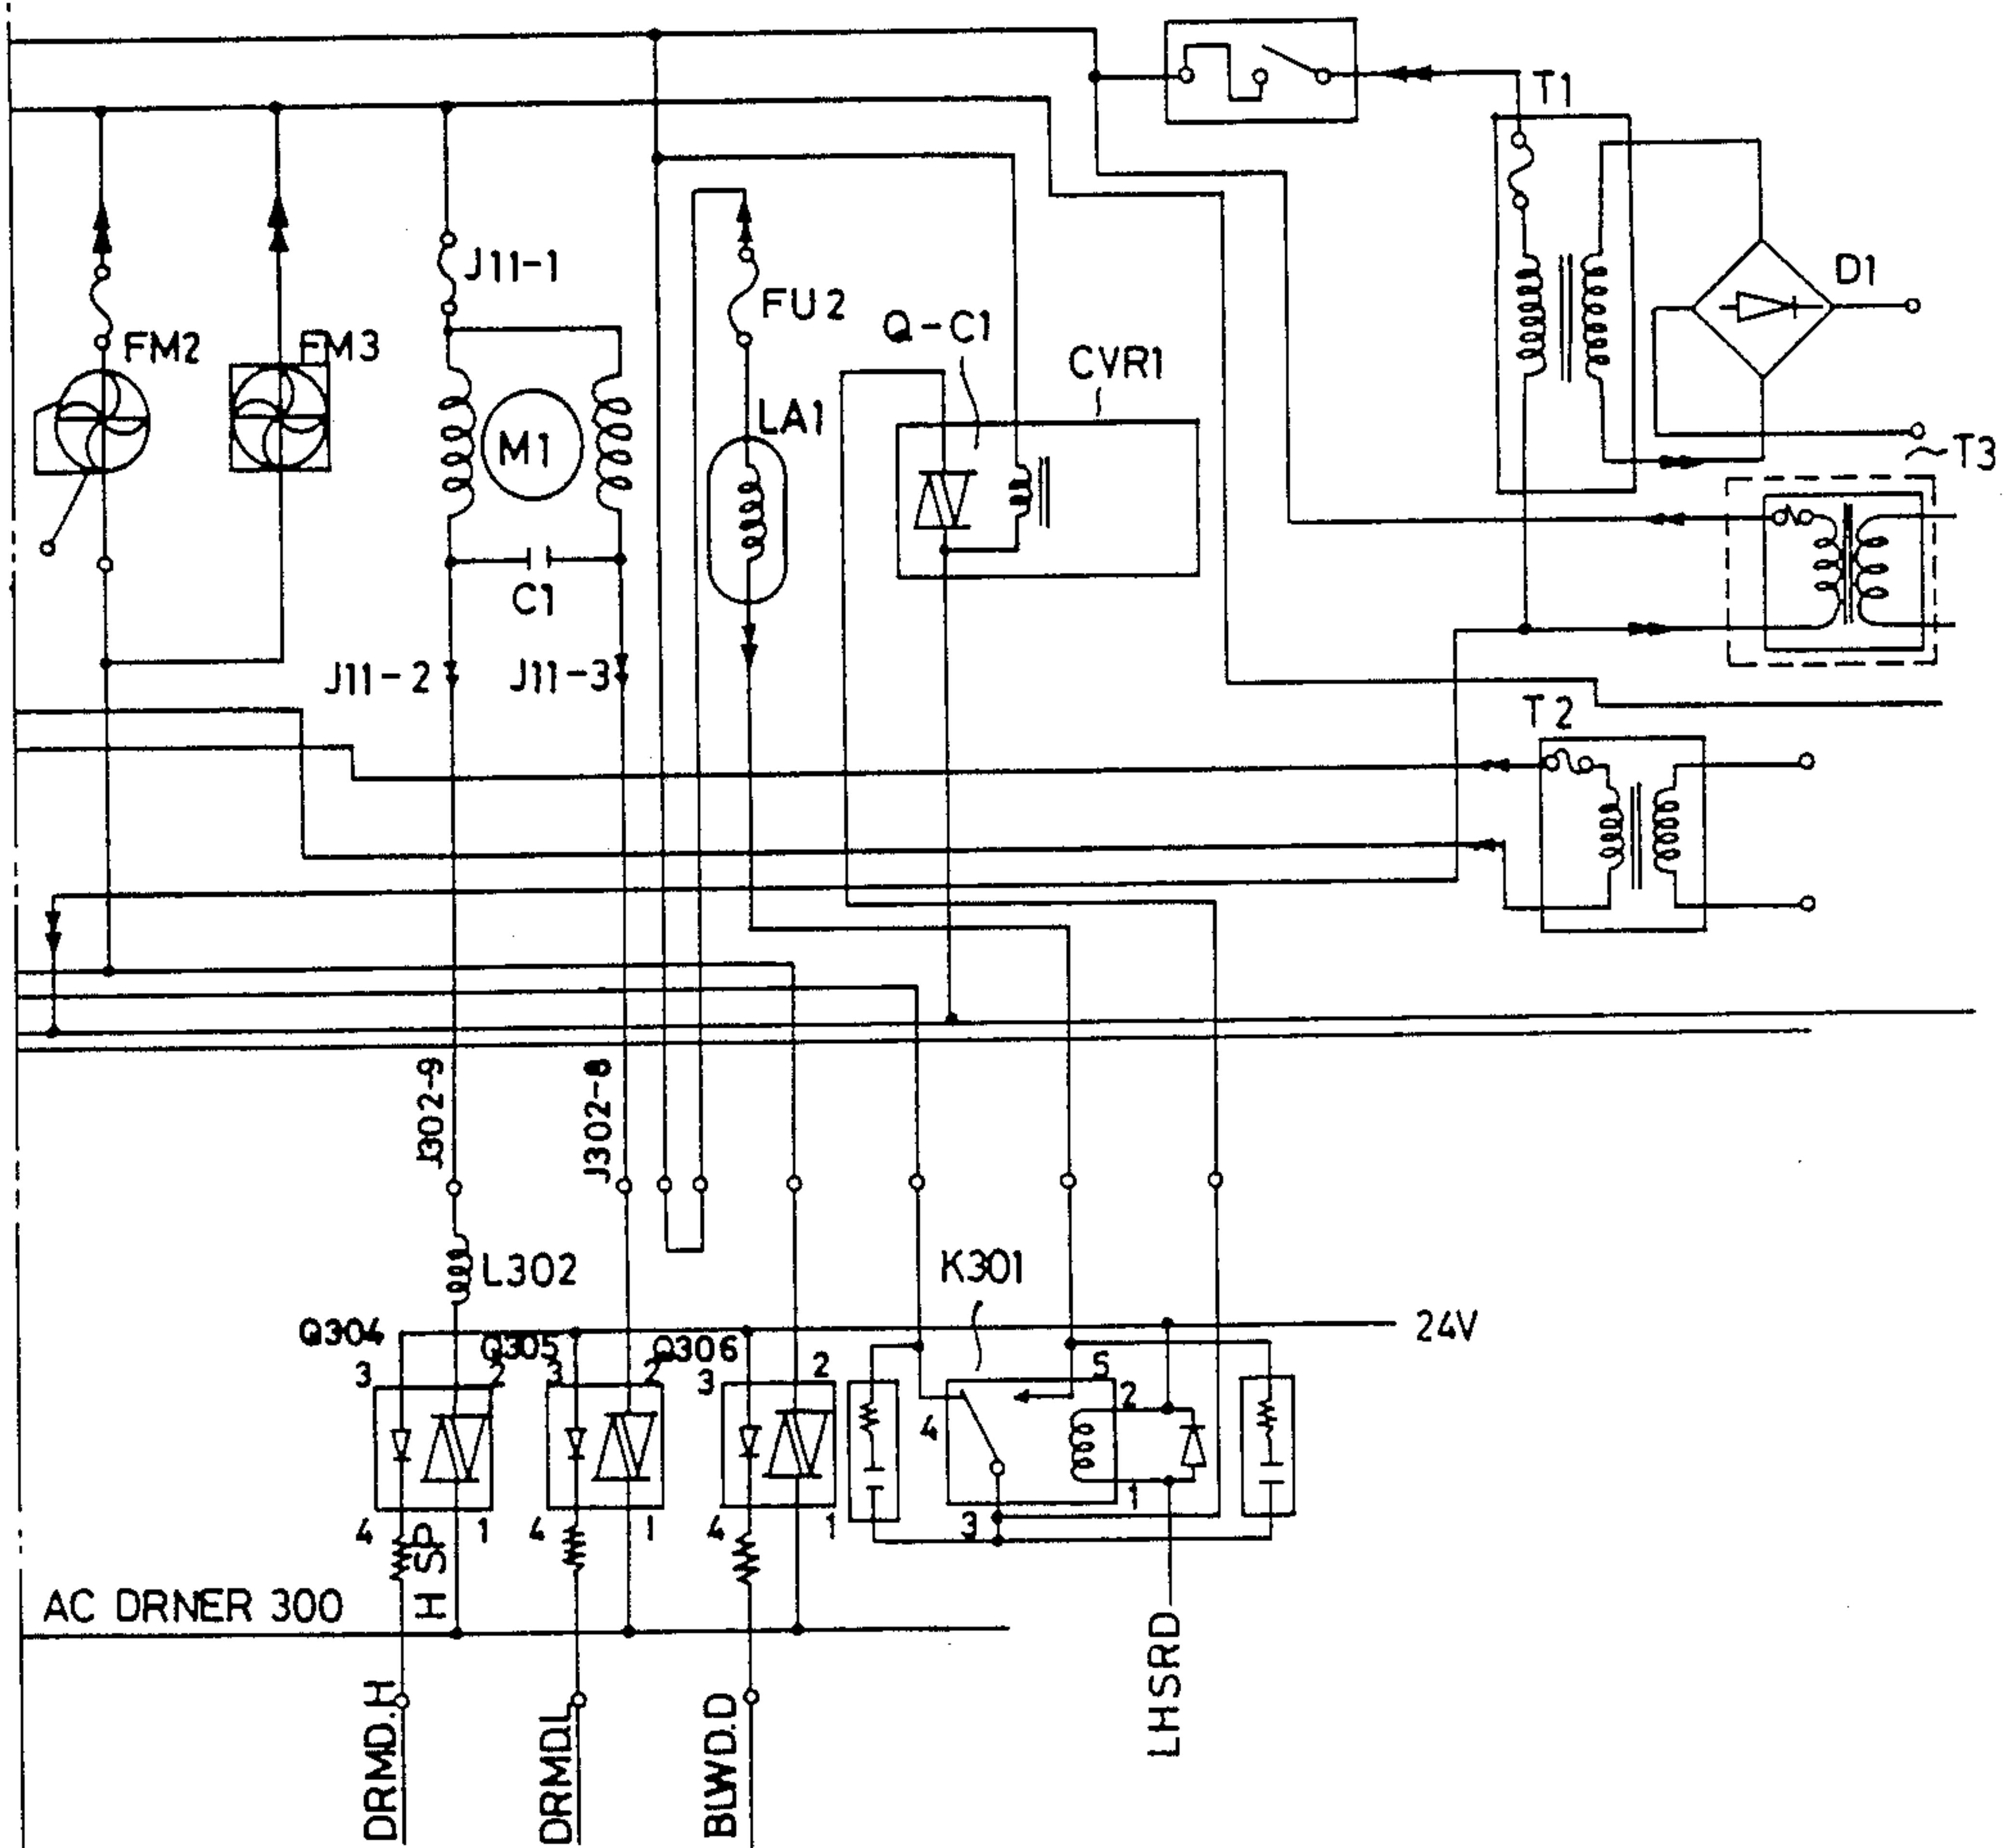 T1
J11-1
FM2
FM3
FU2
Q-C1
CVR1
D1
M1
LA1
T3
C1
J11-2
J11-3
T2
J302-9
J302-8
L302
K301
24V
Q304
Q305
Q306
3
2
3
2
3
2
5
2
4
4
1
4
1
4
1
3
1
H SP
AC DRNER 300
DRMD.H
DRMD.L
BLWD.D
LHSRD